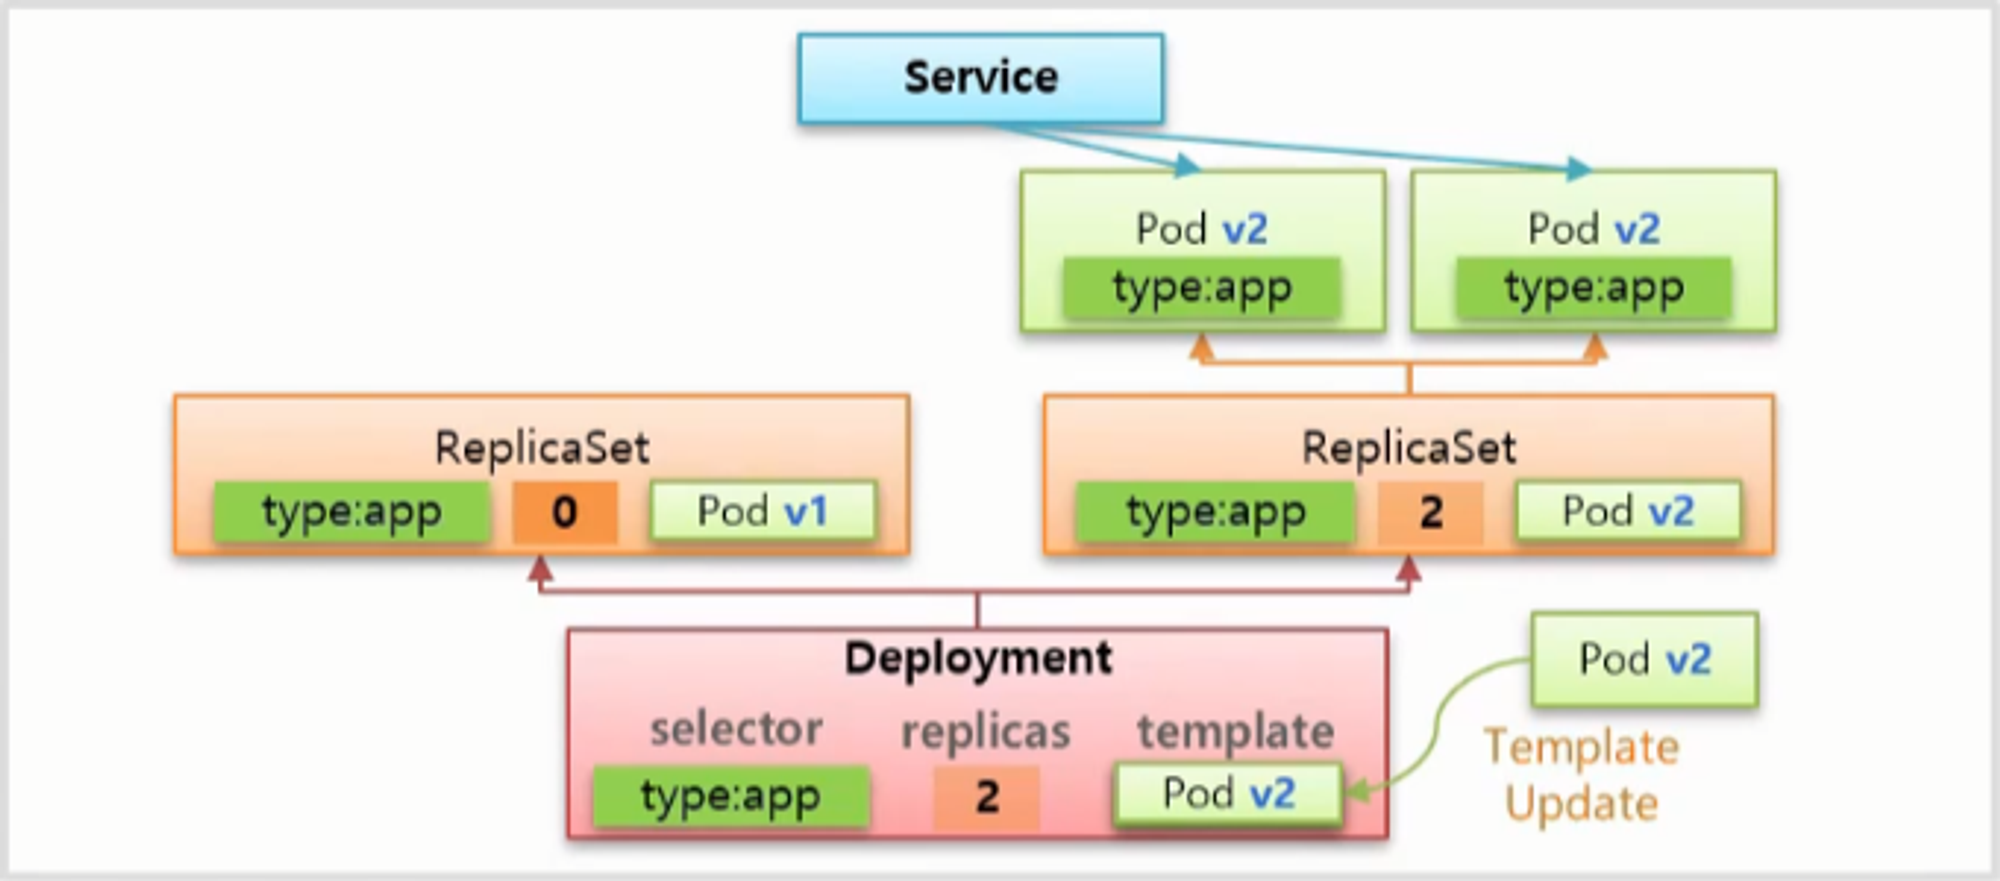 Service
Pod v2
type:app
Pod v2
type:app
ReplicaSet
type:app 0 Pod v1
ReplicaSet
type:app 2 Pod v2
Deployment
selector replicas template
type:app 2 Pod v2
Pod v2
Template
Update